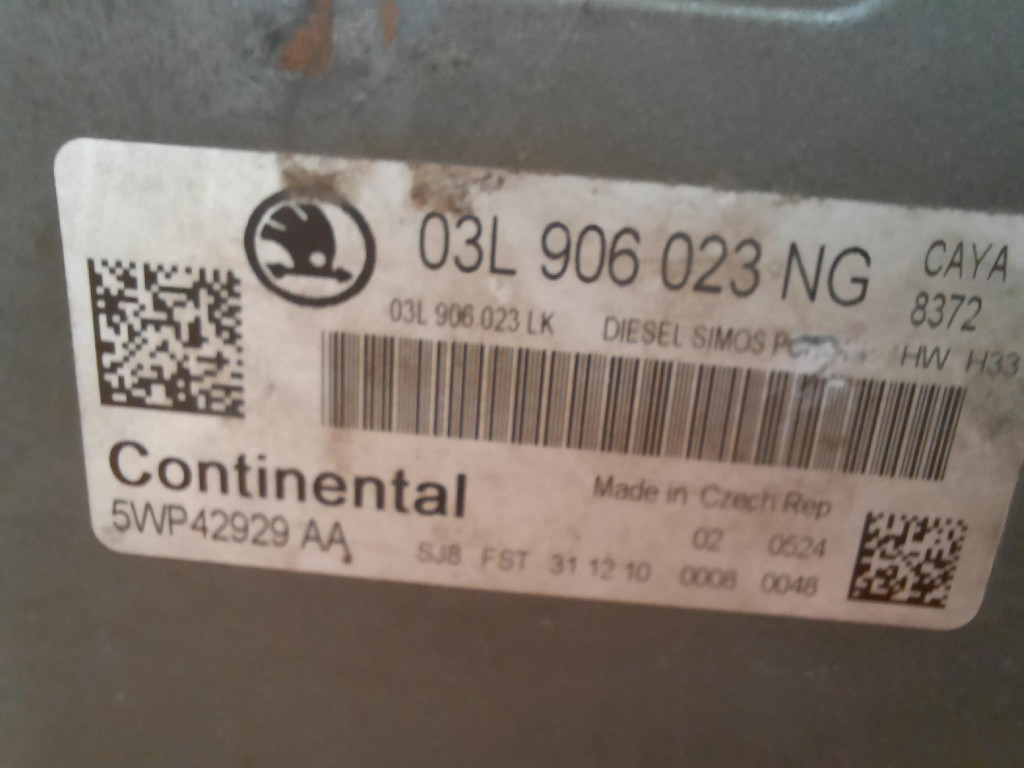 03L 906 023 NG CAYA
8372
03L 906 023 LK DIESEL SIMOS HW H33
Continental
5WP42929 AA
Made in Czech Rep
02 0524
SJ8 FST 31 12 10 0008 0048